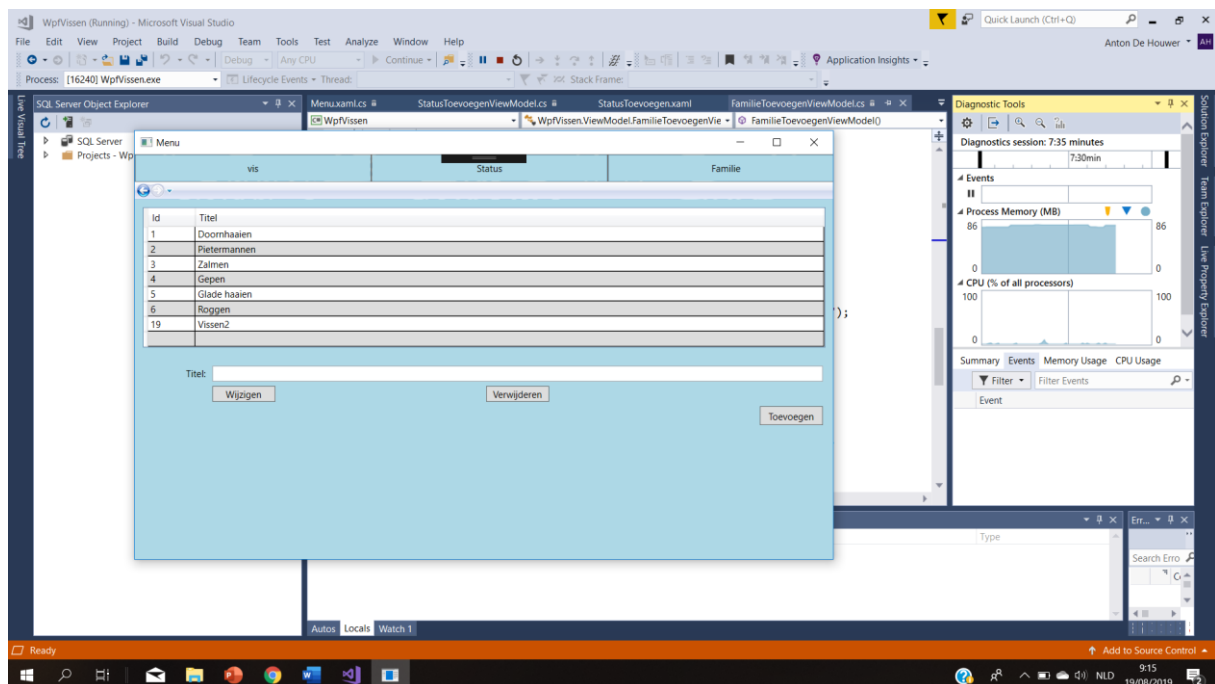 WpfVissen (Running) - Microsoft Visual Studio
Quick Launch (Ctrl+Q)
File Edit View Project Build Debug Team Tools Test Analyze Window Help
Anton De Houwer AH
Debug Any CPU Continue Application Insights
Process: [16240] WpfVissen.exe Lifecycle Events Thread: Stack Frame:
Live Visual Tree
SQL Server Object Explorer
SQL Server
Projects - Wp
Menu.xaml.cs StatusToevoegenViewModel.cs StatusToevoegen.xaml FamilieToevoegenViewModel.cs
WpfVissen WpfVissen.ViewModel.FamilieToevoegenVie FamilieToevoegenViewModel()
Menu
vis Status Familie
Id Titel
1 Doornhaaien
2 Pietermannen
3 Zalmen
4 Gepen
5 Glade haaien
6 Roggen
19 Vissen2
Titel:
Wijzigen Verwijderen
Toevoegen
);
Diagnostic Tools
Diagnostics session: 7:35 minutes
7:30min
Events
Process Memory (MB)
86 86
0 0
CPU (% of all processors)
100 100
0 0
Summary Events Memory Usage CPU Usage
Filter Filter Events
Event
Solution Explorer Team Explorer Live Property Explorer
Type
Err...
Search Erro
Autos Locals Watch 1
Ready
Add to Source Control
NLD
9:15
19/08/2019